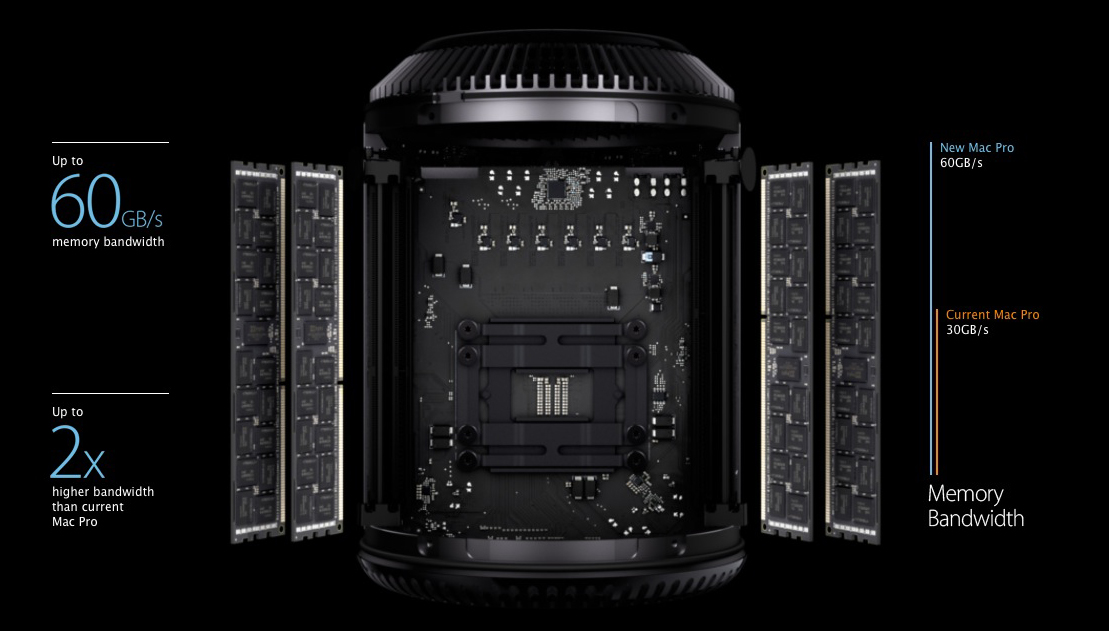 Up to
60GB/s
memory bandwidth
Up to
2x
higher bandwidth
than current
Mac Pro
New Mac Pro
60GB/s
Current Mac Pro
30GB/s
Memory
Bandwidth